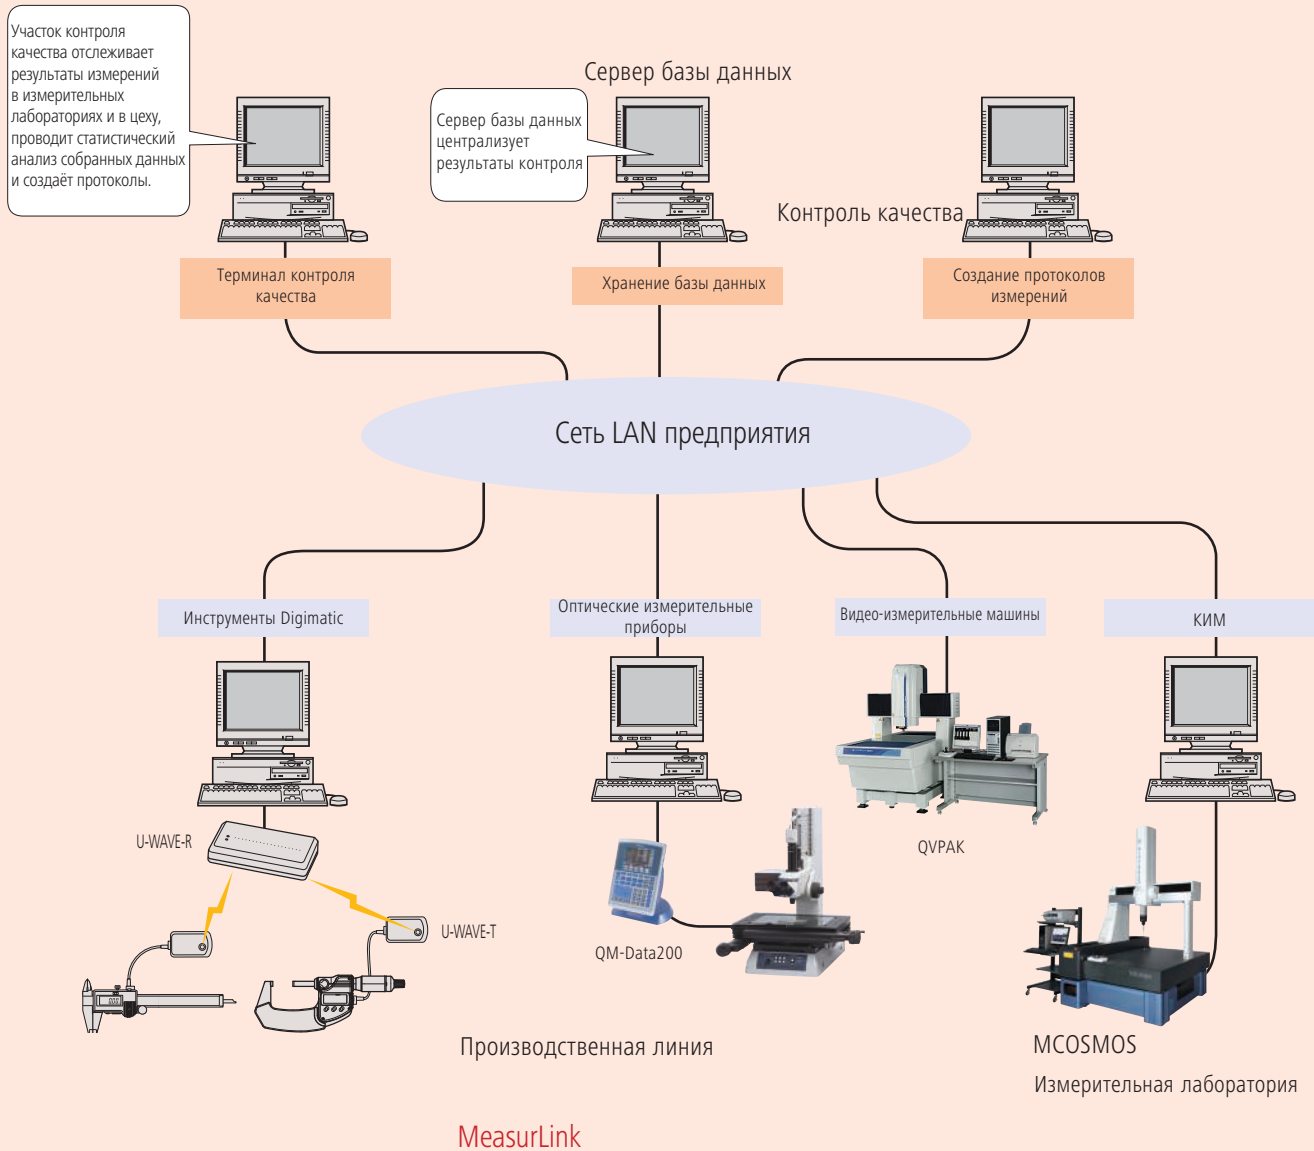 Участок контроля
качества отслеживает
результаты измерений
в измерительных
лабораториях и в цеху,
проводит статистический
анализ собранных данных
и создаёт протоколы.
Сервер базы данных
Сервер базы данных
централизует
результаты контроля
Контроль качества
Терминал контроля
качества
Хранение базы данных
Создание протоколов
измерений
Сеть LAN предприятия
Инструменты Digimatic
Оптические измерительные
приборы
Видео-измерительные машины
КИМ
U-WAVE-R
QVPAK
U-WAVE-T
QM-Data200
Производственная линия
MCOSMOS
Измерительная лаборатория
MeasurLink